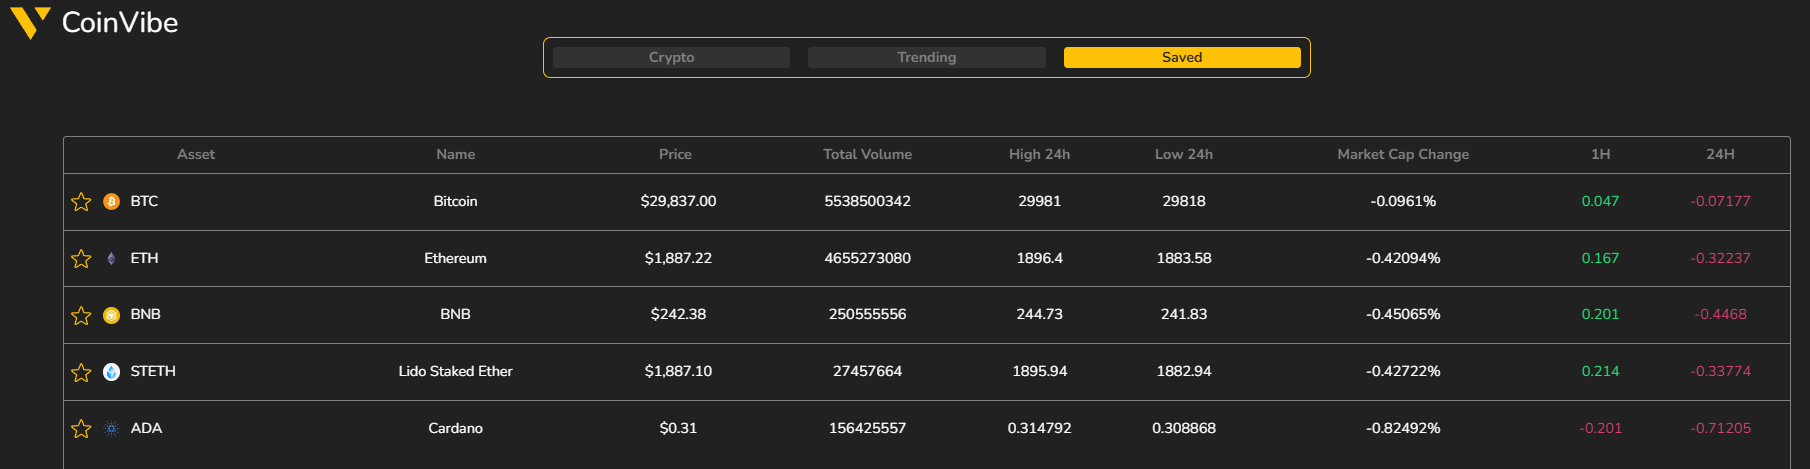 CoinVibe
Crypto Trending Saved
Asset Name Price Total Volume High 24h Low 24h Market Cap Change 1H 24H
BTC Bitcoin $29,837.00 5538500342 29981 29818 -0.0961% 0.047 -0.07177
ETH Ethereum $1,887.22 4655273080 1896.4 1883.58 -0.42094% 0.167 -0.32237
BNB BNB $242.38 250555556 244.73 241.83 -0.45065% 0.201 -0.4468
STETH Lido Staked Ether $1,887.10 27457664 1895.94 1882.94 -0.42722% 0.214 -0.33774
ADA Cardano $0.31 156425557 0.314792 0.308868 -0.82492% -0.201 -0.71205